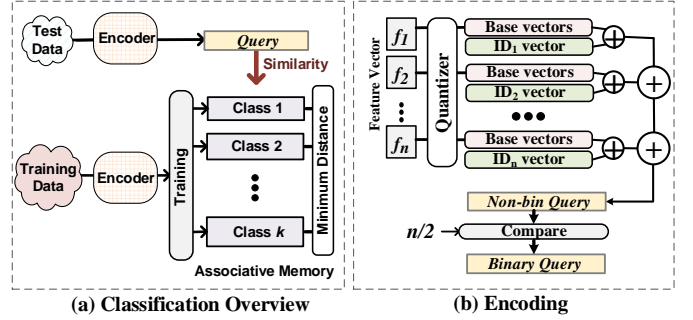 Test
Data
Encoder
Query
Similarity
Training
Data
Encoder
Training
Class 1
Class 2
Class k
Minimum Distance
Associative Memory
(a) Classification Overview
Feature Vector
f1
f2
fn
Quantizer
Base vectors
ID1 vector
Base vectors
ID2 vector
Base vectors
IDn vector
Non-bin Query
n/2
Compare
Binary Query
(b) Encoding